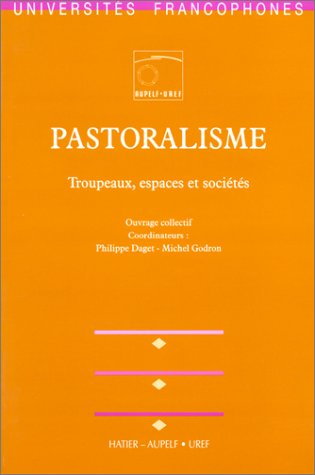 UNIVERSITÉS FRANCOPHONES
AUPELF-UREF
PASTORALISME
Troupeaux, espaces et sociétés
Ouvrage collectif
Coordinateurs :
Philippe Daget - Michel Godron
HATIER - AUPELF • UREF